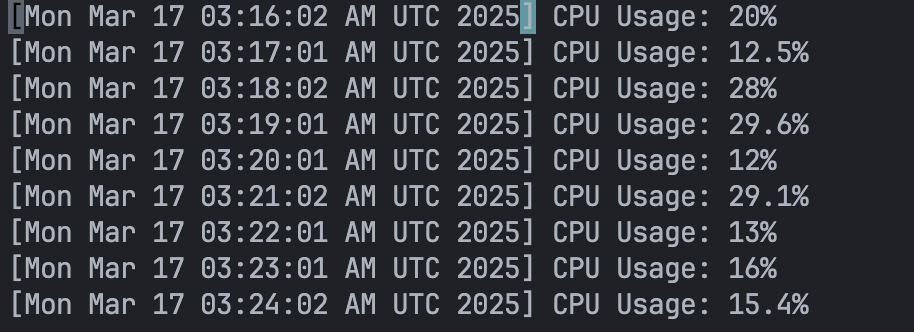 [Mon Mar 17 03:16:02 AM UTC 2025] CPU Usage: 20%
[Mon Mar 17 03:17:01 AM UTC 2025] CPU Usage: 12.5%
[Mon Mar 17 03:18:02 AM UTC 2025] CPU Usage: 28%
[Mon Mar 17 03:19:01 AM UTC 2025] CPU Usage: 29.6%
[Mon Mar 17 03:20:01 AM UTC 2025] CPU Usage: 12%
[Mon Mar 17 03:21:02 AM UTC 2025] CPU Usage: 29.1%
[Mon Mar 17 03:22:01 AM UTC 2025] CPU Usage: 13%
[Mon Mar 17 03:23:01 AM UTC 2025] CPU Usage: 16%
[Mon Mar 17 03:24:02 AM UTC 2025] CPU Usage: 15.4%